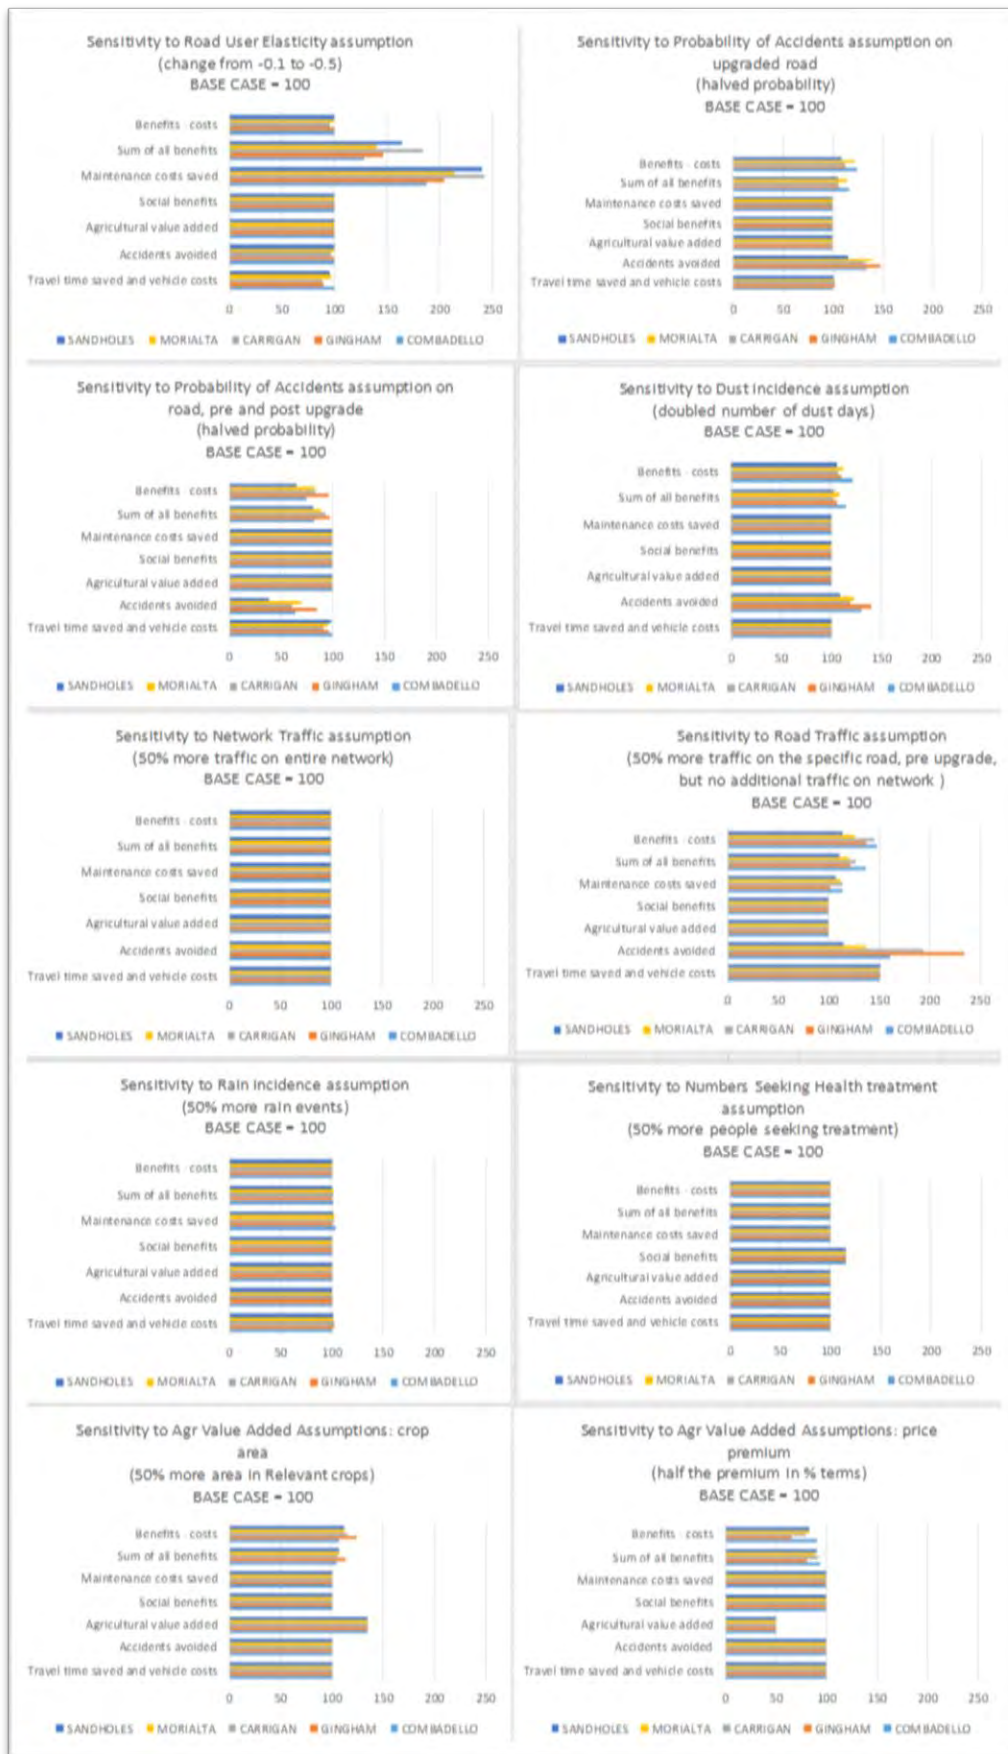 Sensitivity to Road User Elasticity assumption
(change from -0.1 to -0.5)
BASE CASE = 100
Benefits - costs
Sum of all benefits
Maintenance costs saved
Social benefits
Agricultural value added
Accidents avoided
Travel time saved and vehicle costs
0 50 100 150 200 250
SANDHOLES MORIALTA CARRIGAN GINGHAM COMBADELLO
Sensitivity to Probability of Accidents assumption on
upgraded road
(halved probability)
BASE CASE = 100
Benefits - costs
Sum of all benefits
Maintenance costs saved
Social benefits
Agricultural value added
Accidents avoided
Travel time saved and vehicle costs
0 50 100 150 200 250
SANDHOLES MORIALTA CARRIGAN GINGHAM COMBADELLO
Sensitivity to Probability of Accidents assumption on
road, pre and post upgrade
(halved probability)
BASE CASE = 100
Benefits - costs
Sum of all benefits
Maintenance costs saved
Social benefits
Agricultural value added
Accidents avoided
Travel time saved and vehicle costs
0 50 100 150 200 250
SANDHOLES MORIALTA CARRIGAN GINGHAM COMBADELLO
Sensitivity to Dust Incidence assumption
(doubled number of dust days)
BASE CASE = 100
Benefits - costs
Sum of all benefits
Maintenance costs saved
Social benefits
Agricultural value added
Accidents avoided
Travel time saved and vehicle costs
0 50 100 150 200 250
SANDHOLES MORIALTA CARRIGAN GINGHAM COMBADELLO
Sensitivity to Network Traffic assumption
(50% more traffic on entire network)
BASE CASE = 100
Benefits - costs
Sum of all benefits
Maintenance costs saved
Social benefits
Agricultural value added
Accidents avoided
Travel time saved and vehicle costs
0 50 100 150 200 250
SANDHOLES MORIALTA CARRIGAN GINGHAM COMBADELLO
Sensitivity to Road Traffic assumption
(50% more traffic on the specific road, pre upgrade,
but no additional traffic on network )
BASE CASE = 100
Benefits - costs
Sum of all benefits
Maintenance costs saved
Social benefits
Agricultural value added
Accidents avoided
Travel time saved and vehicle costs
0 50 100 150 200 250
SANDHOLES MORIALTA CARRIGAN GINGHAM COMBADELLO
Sensitivity to Rain Incidence assumption
(50% more rain events)
BASE CASE = 100
Benefits - costs
Sum of all benefits
Maintenance costs saved
Social benefits
Agricultural value added
Accidents avoided
Travel time saved and vehicle costs
0 50 100 150 200 250
SANDHOLES MORIALTA CARRIGAN GINGHAM COMBADELLO
Sensitivity to Numbers Seeking Health treatment
assumption
(50% more people seeking treatment)
BASE CASE = 100
Benefits - costs
Sum of all benefits
Maintenance costs saved
Social benefits
Agricultural value added
Accidents avoided
Travel time saved and vehicle costs
0 50 100 150 200 250
SANDHOLES MORIALTA CARRIGAN GINGHAM COMBADELLO
Sensitivity to Agr Value Added Assumptions: crop
area
(50% more area in Relevant crops)
BASE CASE = 100
Benefits - costs
Sum of all benefits
Maintenance costs saved
Social benefits
Agricultural value added
Accidents avoided
Travel time saved and vehicle costs
0 50 100 150 200 250
SANDHOLES MORIALTA CARRIGAN GINGHAM COMBADELLO
Sensitivity to Agr Value Added Assumptions: price
premium
(half the premium in % terms)
BASE CASE = 100
Benefits - costs
Sum of all benefits
Maintenance costs saved
Social benefits
Agricultural value added
Accidents avoided
Travel time saved and vehicle costs
0 50 100 150 200 250
SANDHOLES MORIALTA CARRIGAN GINGHAM COMBADELLO